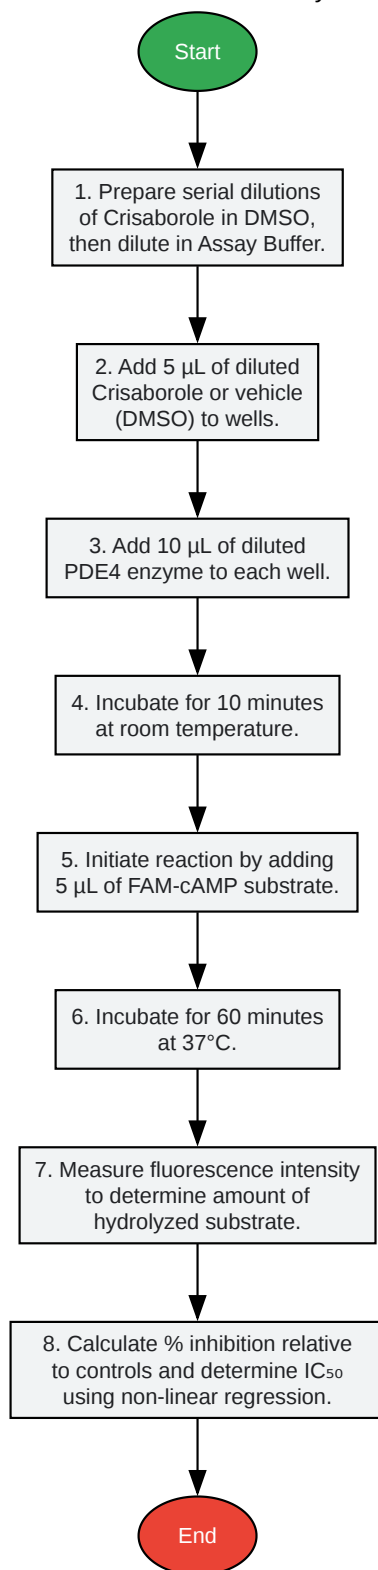 Start
1. Prepare serial dilutions
of Crisaborole in DMSO,
then dilute in Assay Buffer.
2. Add 5 µL of diluted
Crisaborole or vehicle
(DMSO) to wells.
3. Add 10 µL of diluted
PDE4 enzyme to each well.
4. Incubate for 10 minutes
at room temperature.
5. Initiate reaction by adding
5 µL of FAM-cAMP substrate.
6. Incubate for 60 minutes
at 37°C.
7. Measure fluorescence intensity
to determine amount of
hydrolyzed substrate.
8. Calculate % inhibition relative
to controls and determine IC₅₀
using non-linear regression.
End